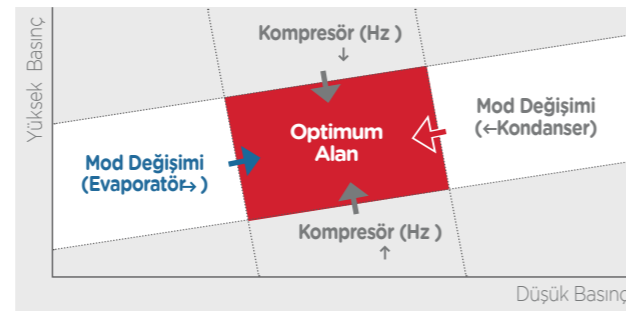 Yüksek Basınç
Kompresör (Hz )
↓
Optimum
Alan
Mod Değişimi
(Evaporatör→ )
Mod Değişimi
(←Kondanser)
Kompresör (Hz )
↑
Düşük Basınç